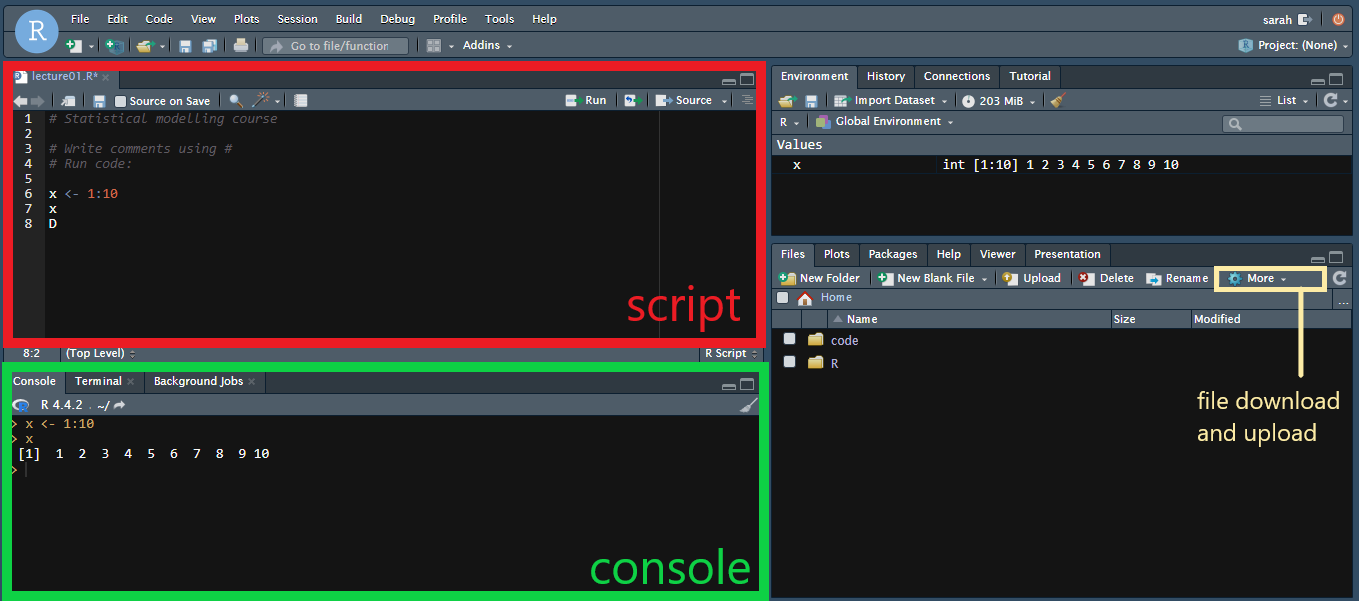 R File Edit Code View Plots Session Build Debug Profile Tools Help sarah
Go to file/function Addins Project: (None)
lecture01.R*
Source on Save Run Source
1 # Statistical modelling course
2
3 # Write comments using #
4 # Run code:
5
6 x <- 1:10
7 x
8 D
script
8:2 (Top Level) R Script
Console Terminal Background Jobs
R 4.4.2 . ~/
> x <- 1:10
> x
[1] 1 2 3 4 5 6 7 8 9 10
>
console
Environment History Connections Tutorial
Import Dataset 203 MiB List
R Global Environment
Values
x int [1:10] 1 2 3 4 5 6 7 8 9 10
Files Plots Packages Help Viewer Presentation
New Folder New Blank File Upload Delete Rename More
Home ...
Name Size Modified
code
R
file download
and upload